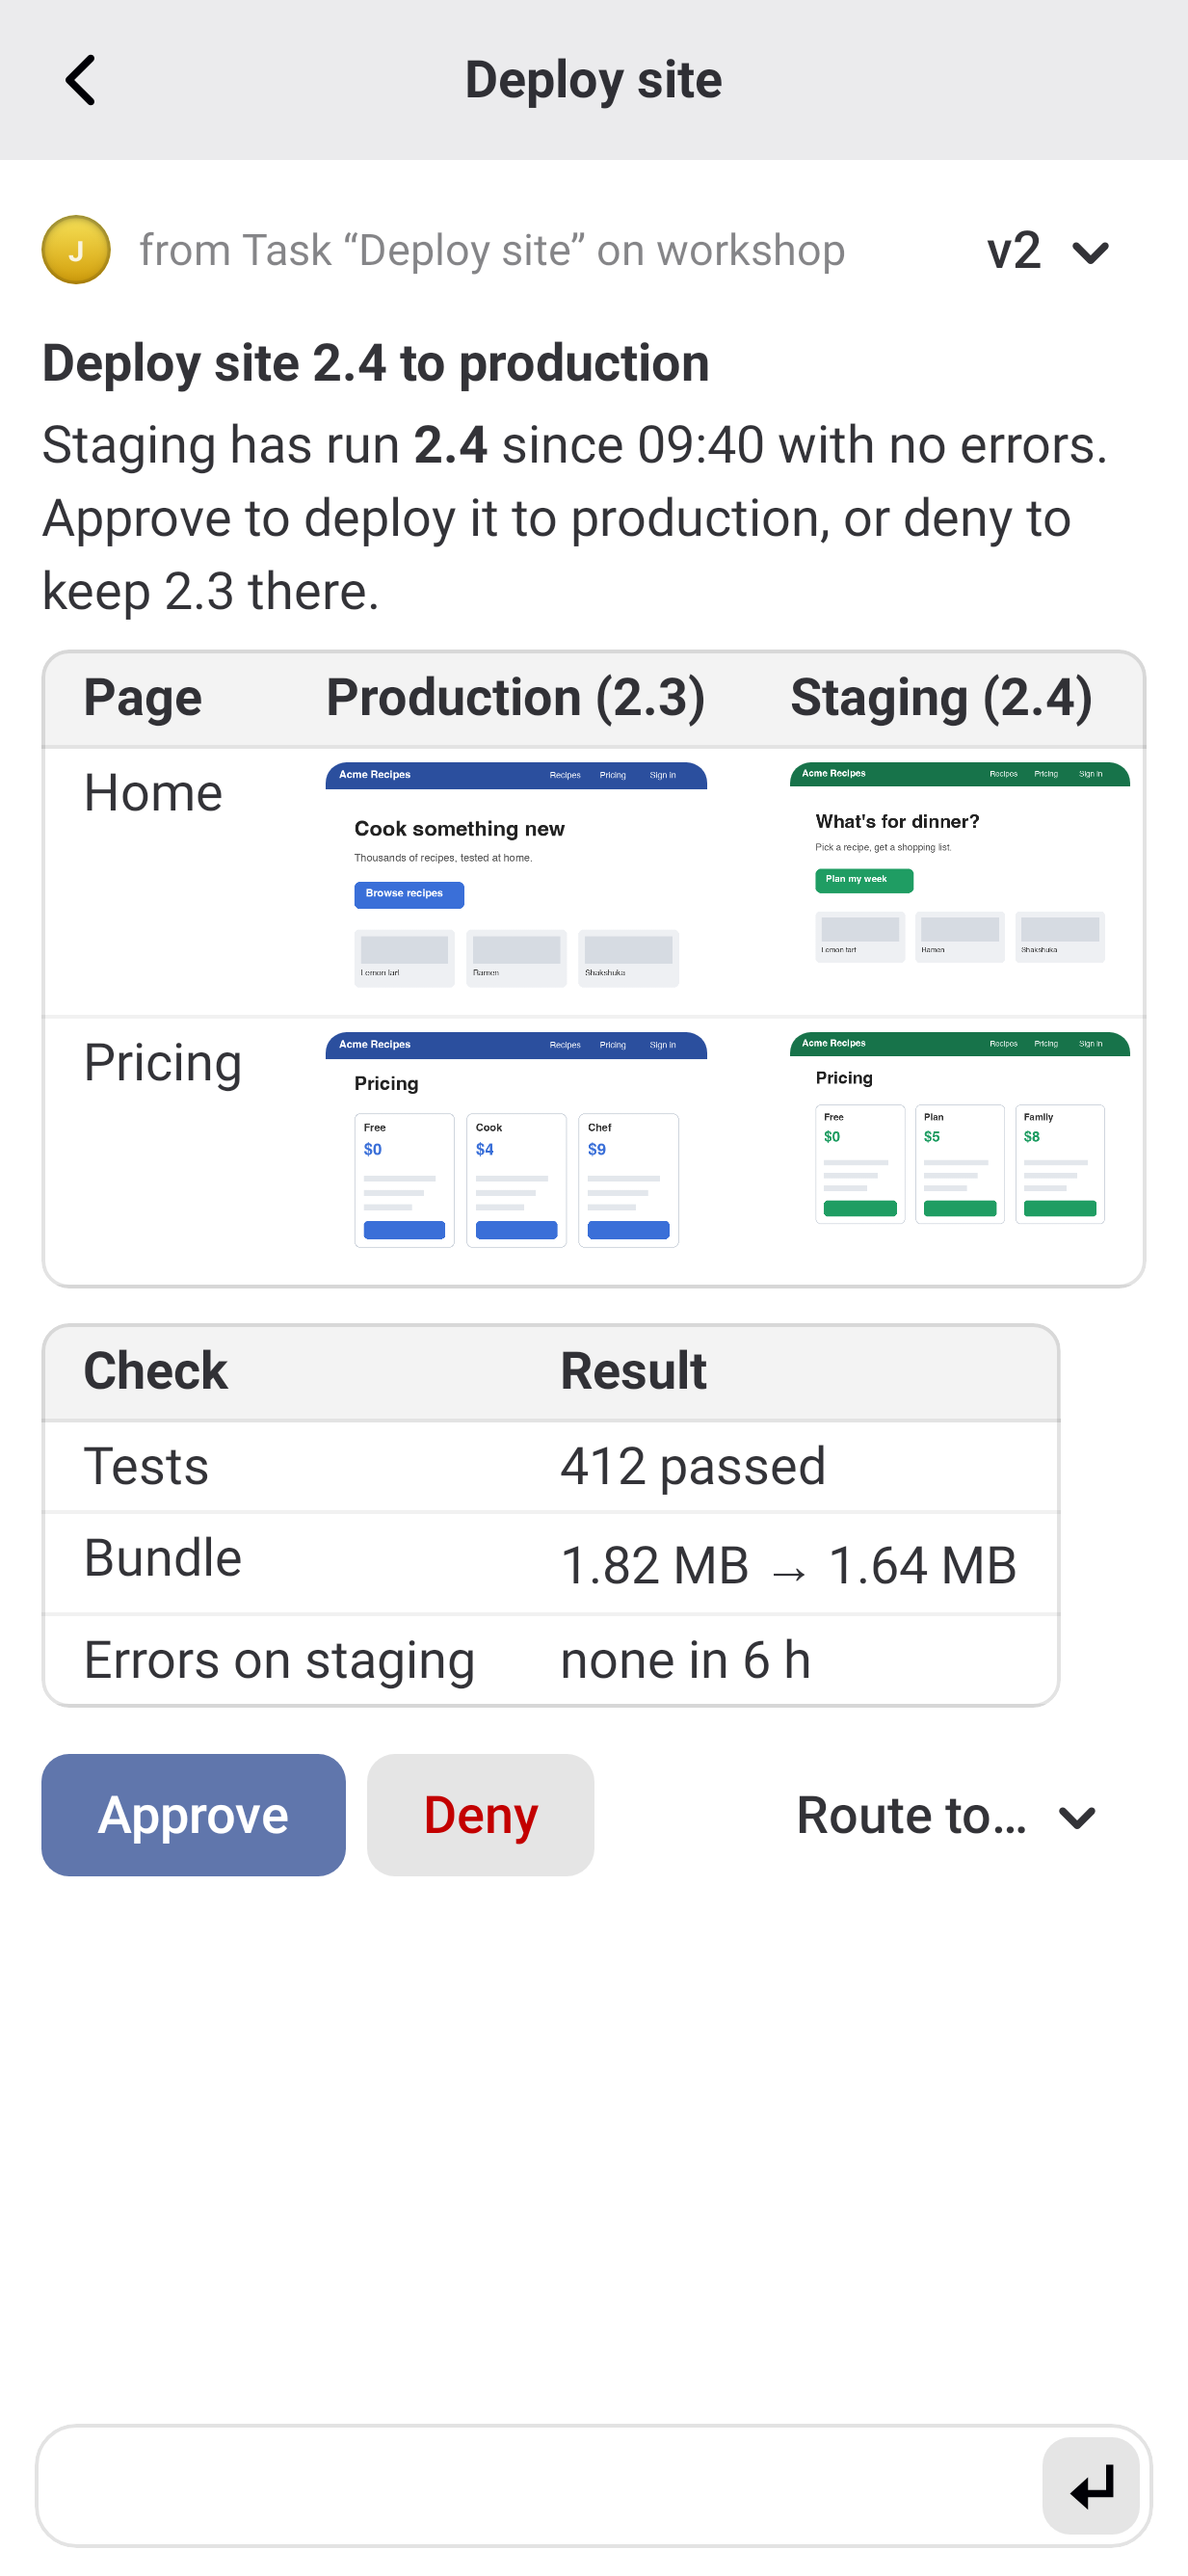 Deploy site
J
from Task “Deploy site” on workshop
v2
Deploy site 2.4 to production
Staging has run 2.4 since 09:40 with no errors.
Approve to deploy it to production, or deny to
keep 2.3 there.
Page Production (2.3) Staging (2.4)
Home
Acme Recipes Recipes Pricing Sign in
Cook something new
Thousands of recipes, tested at home.
Browse recipes
Lemon tart Ramen Shakshuka
Acme Recipes Recipes Pricing Sign in
What's for dinner?
Pick a recipe, get a shopping list.
Plan my week
Lemon tart Ramen Shakshuka
Pricing
Acme Recipes Recipes Pricing Sign in
Pricing
Free Cook Chef
$0 $4 $9
Acme Recipes Recipes Pricing Sign in
Pricing
Free Plan Family
$0 $5 $8
Check Result
Tests 412 passed
Bundle 1.82 MB → 1.64 MB
Errors on staging none in 6 h
Approve Deny Route to...